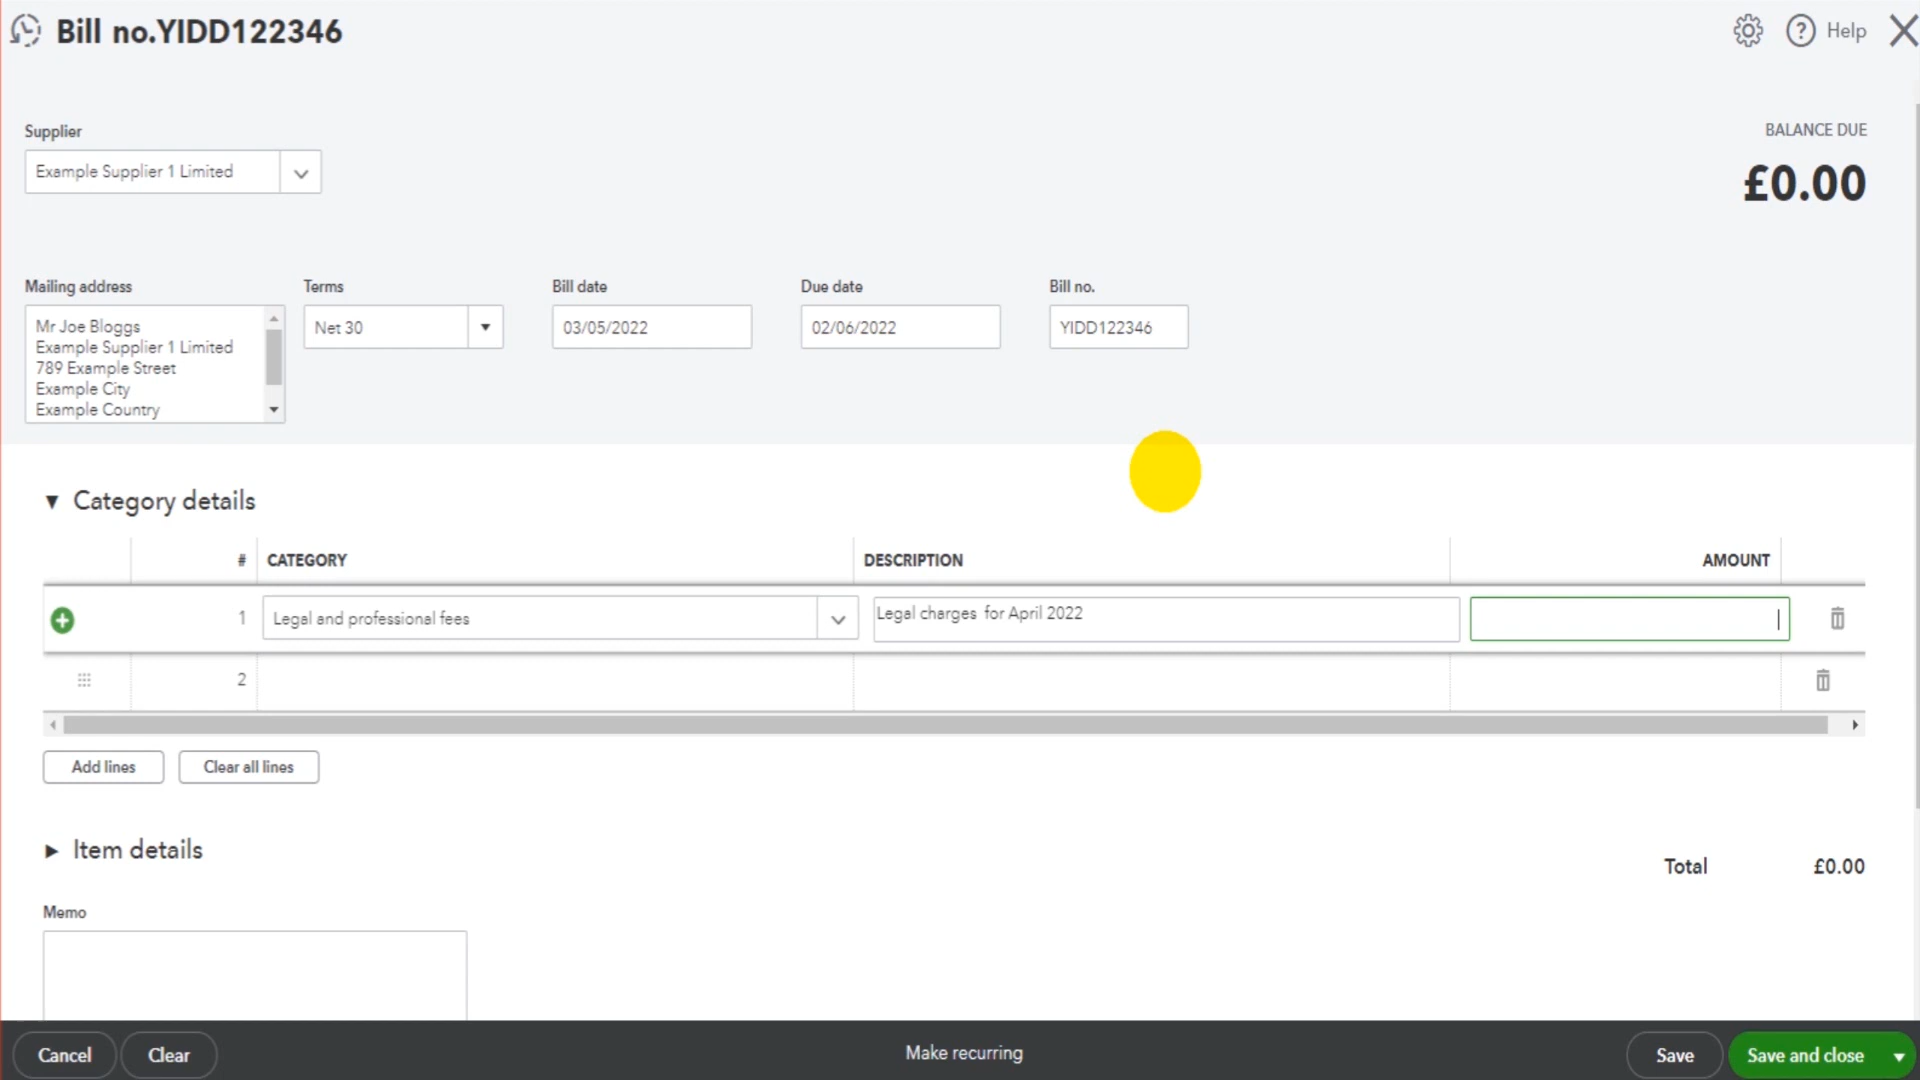 Bill no.YIDD122346
Help
Supplier
BALANCE DUE
Example Supplier 1 Limited
£0.00
Mailing address
Terms
Bill date
Due date
Bill no.
Mr Joe Bloggs
Example Supplier 1 Limited
789 Example Street
Example City
Example Country
Net 30
03/05/2022
02/06/2022
YIDD122346
Category details
# CATEGORY DESCRIPTION AMOUNT
1 Legal and professional fees Legal charges for April 2022
2
Add lines
Clear all lines
Item details
Total £0.00
Memo
Cancel
Clear
Make recurring
Save
Save and close